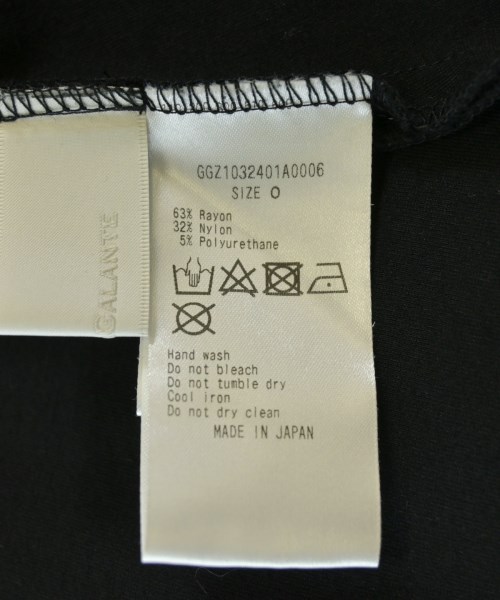 GGZ1032401A0006
SIZE 0
63% Rayon
32% Nylon
5% Polyurethane
Hand wash
Do not bleach
Do not tumble dry
Cool iron
Do not dry clean
MADE IN JAPAN
GALANTE